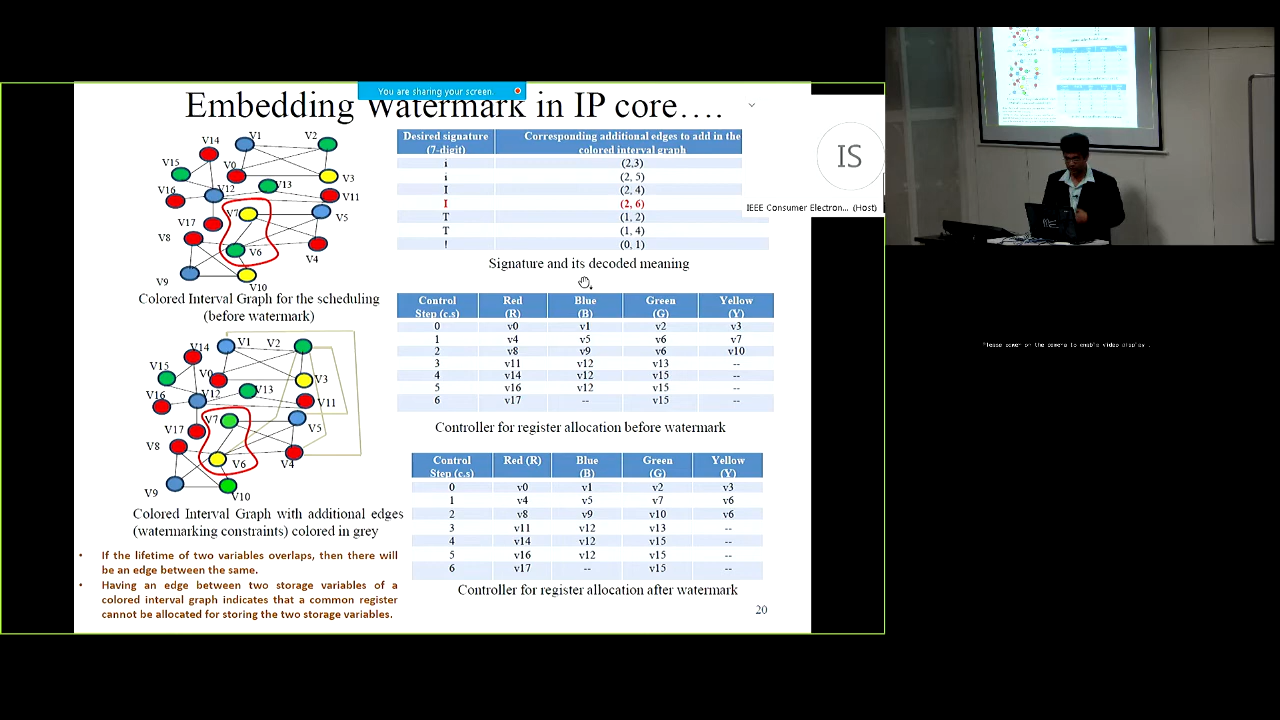 You are sharing your screen.
Embedding Watermark in IP core….
V14
V1
V2
V15
V0
V3
V16
V12
V13
V11
V7
V5
V17
V8
V6
V4
V9
V10
Colored Interval Graph for the scheduling
(before watermark)
V14
V1
V2
V15
V0
V3
V16
V12
V13
V11
V7
V5
V17
V8
V6
V4
V9
V10
Colored Interval Graph with additional edges
(watermarking constraints) colored in grey
• If the lifetime of two variables overlaps, then there will
be an edge between the same.
• Having an edge between two storage variables of a
colored interval graph indicates that a common register
cannot be allocated for storing the two storage variables.
Desired signature Corresponding additional edges to add in the
(7-digit) colored interval graph
i (2,3)
i (2, 5)
I (2, 4)
I (2, 6)
T (1, 2)
T (1, 4)
! (0, 1)
Signature and its decoded meaning
Control Red Blue Green Yellow
Step (c.s) (R) (B) (G) (Y)
0 v0 v1 v2 v3
1 v4 v5 v6 v7
2 v8 v9 v6 v10
3 v11 v12 v13 --
4 v14 v12 v15 --
5 v16 v12 v15 --
6 v17 -- v15 --
Controller for register allocation before watermark
Control Red (R) Blue Green Yellow
Step (c.s) (B) (G) (Y)
0 v0 v1 v2 v3
1 v4 v5 v7 v6
2 v8 v9 v10 v6
3 v11 v12 v13 --
4 v14 v12 v15 --
5 v16 v12 v15 --
6 v17 -- v15 --
Controller for register allocation after watermark
20
IS
IEEE Consumer Electron... (Host)
Please power on the camera to enable video display .